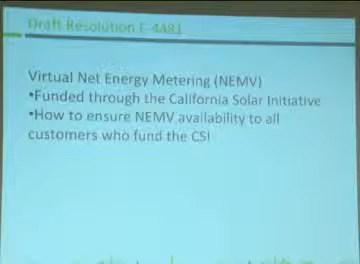 Draft Resolution E-4481
Virtual Net Energy Metering (NEMV)
•Funded through the California Solar Initiative
•How to ensure NEMV availability to all
customers who fund the CSI